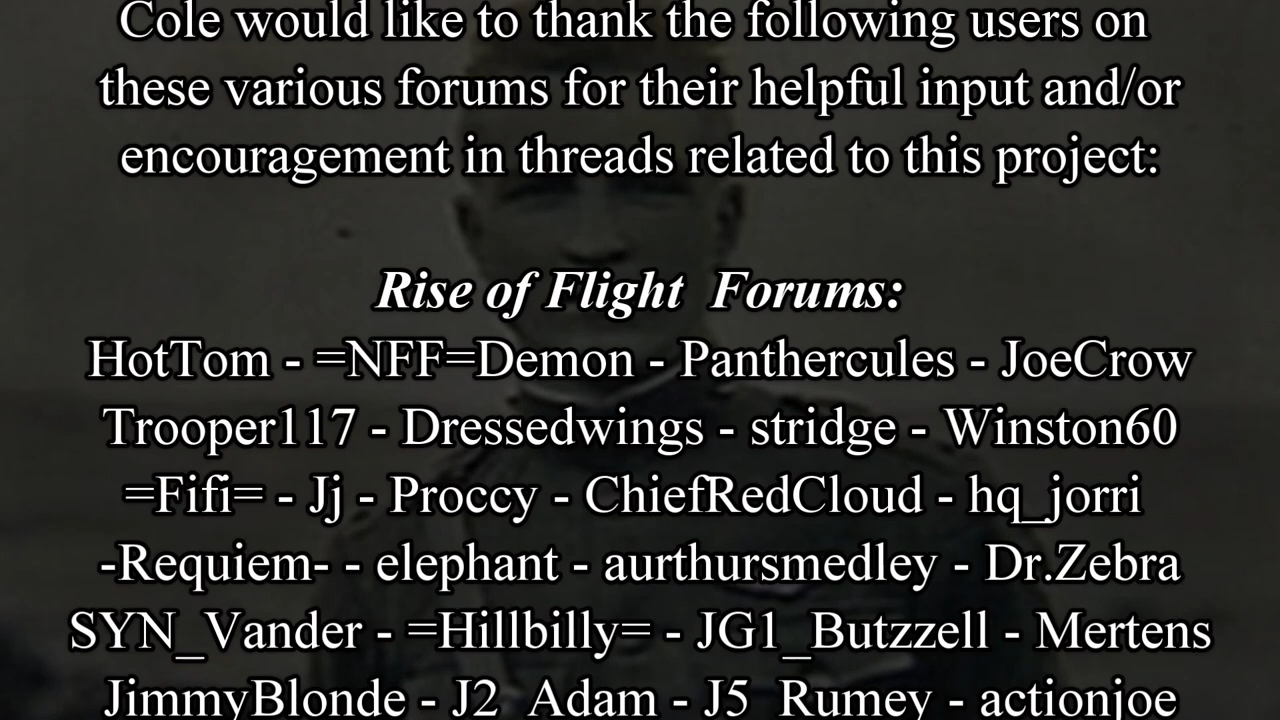 Cole would like to thank the following users on
these various forums for their helpful input and/or
encouragement in threads related to this project:
Rise of Flight  Forums:
HotTom - =NFF=Demon - Panthercules - JoeCrow
Trooper117 - Dressedwings - stridge - Winston60
=Fifi= - Jj - Proccy - ChiefRedCloud - hq_jorri
-Requiem- - elephant - aurthursmedley - Dr.Zebra
SYN_Vander - =Hillbilly= - JG1_Butzzell - Mertens
JimmyBlonde - J2_Adam - J5_Rumey - actionjoe